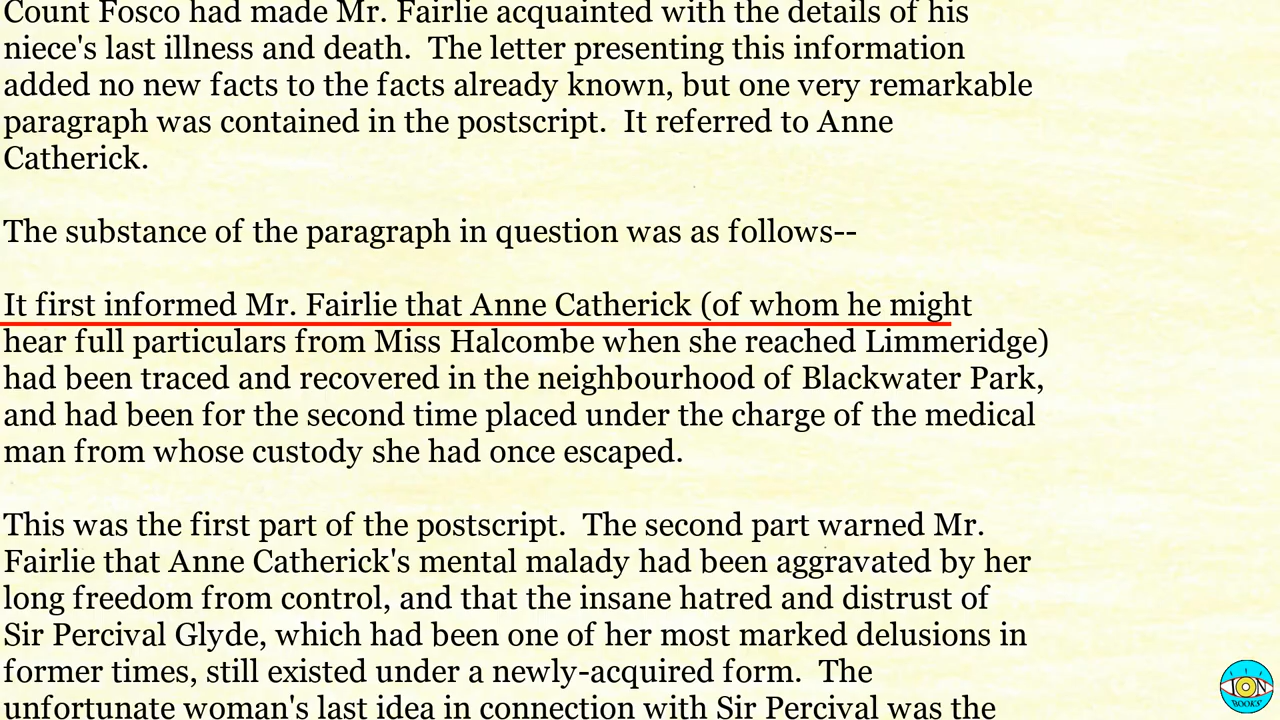 Count Fosco had made Mr. Fairlie acquainted with the details of his
niece's last illness and death.  The letter presenting this information
added no new facts to the facts already known, but one very remarkable
paragraph was contained in the postscript.  It referred to Anne
Catherick.
The substance of the paragraph in question was as follows--
It first informed Mr. Fairlie that Anne Catherick (of whom he might
hear full particulars from Miss Halcombe when she reached Limmeridge)
had been traced and recovered in the neighbourhood of Blackwater Park,
and had been for the second time placed under the charge of the medical
man from whose custody she had once escaped.
This was the first part of the postscript.  The second part warned Mr.
Fairlie that Anne Catherick's mental malady had been aggravated by her
long freedom from control, and that the insane hatred and distrust of
Sir Percival Glyde, which had been one of her most marked delusions in
former times, still existed under a newly-acquired form.  The
unfortunate woman's last idea in connection with Sir Percival was the
ION
BOOKS